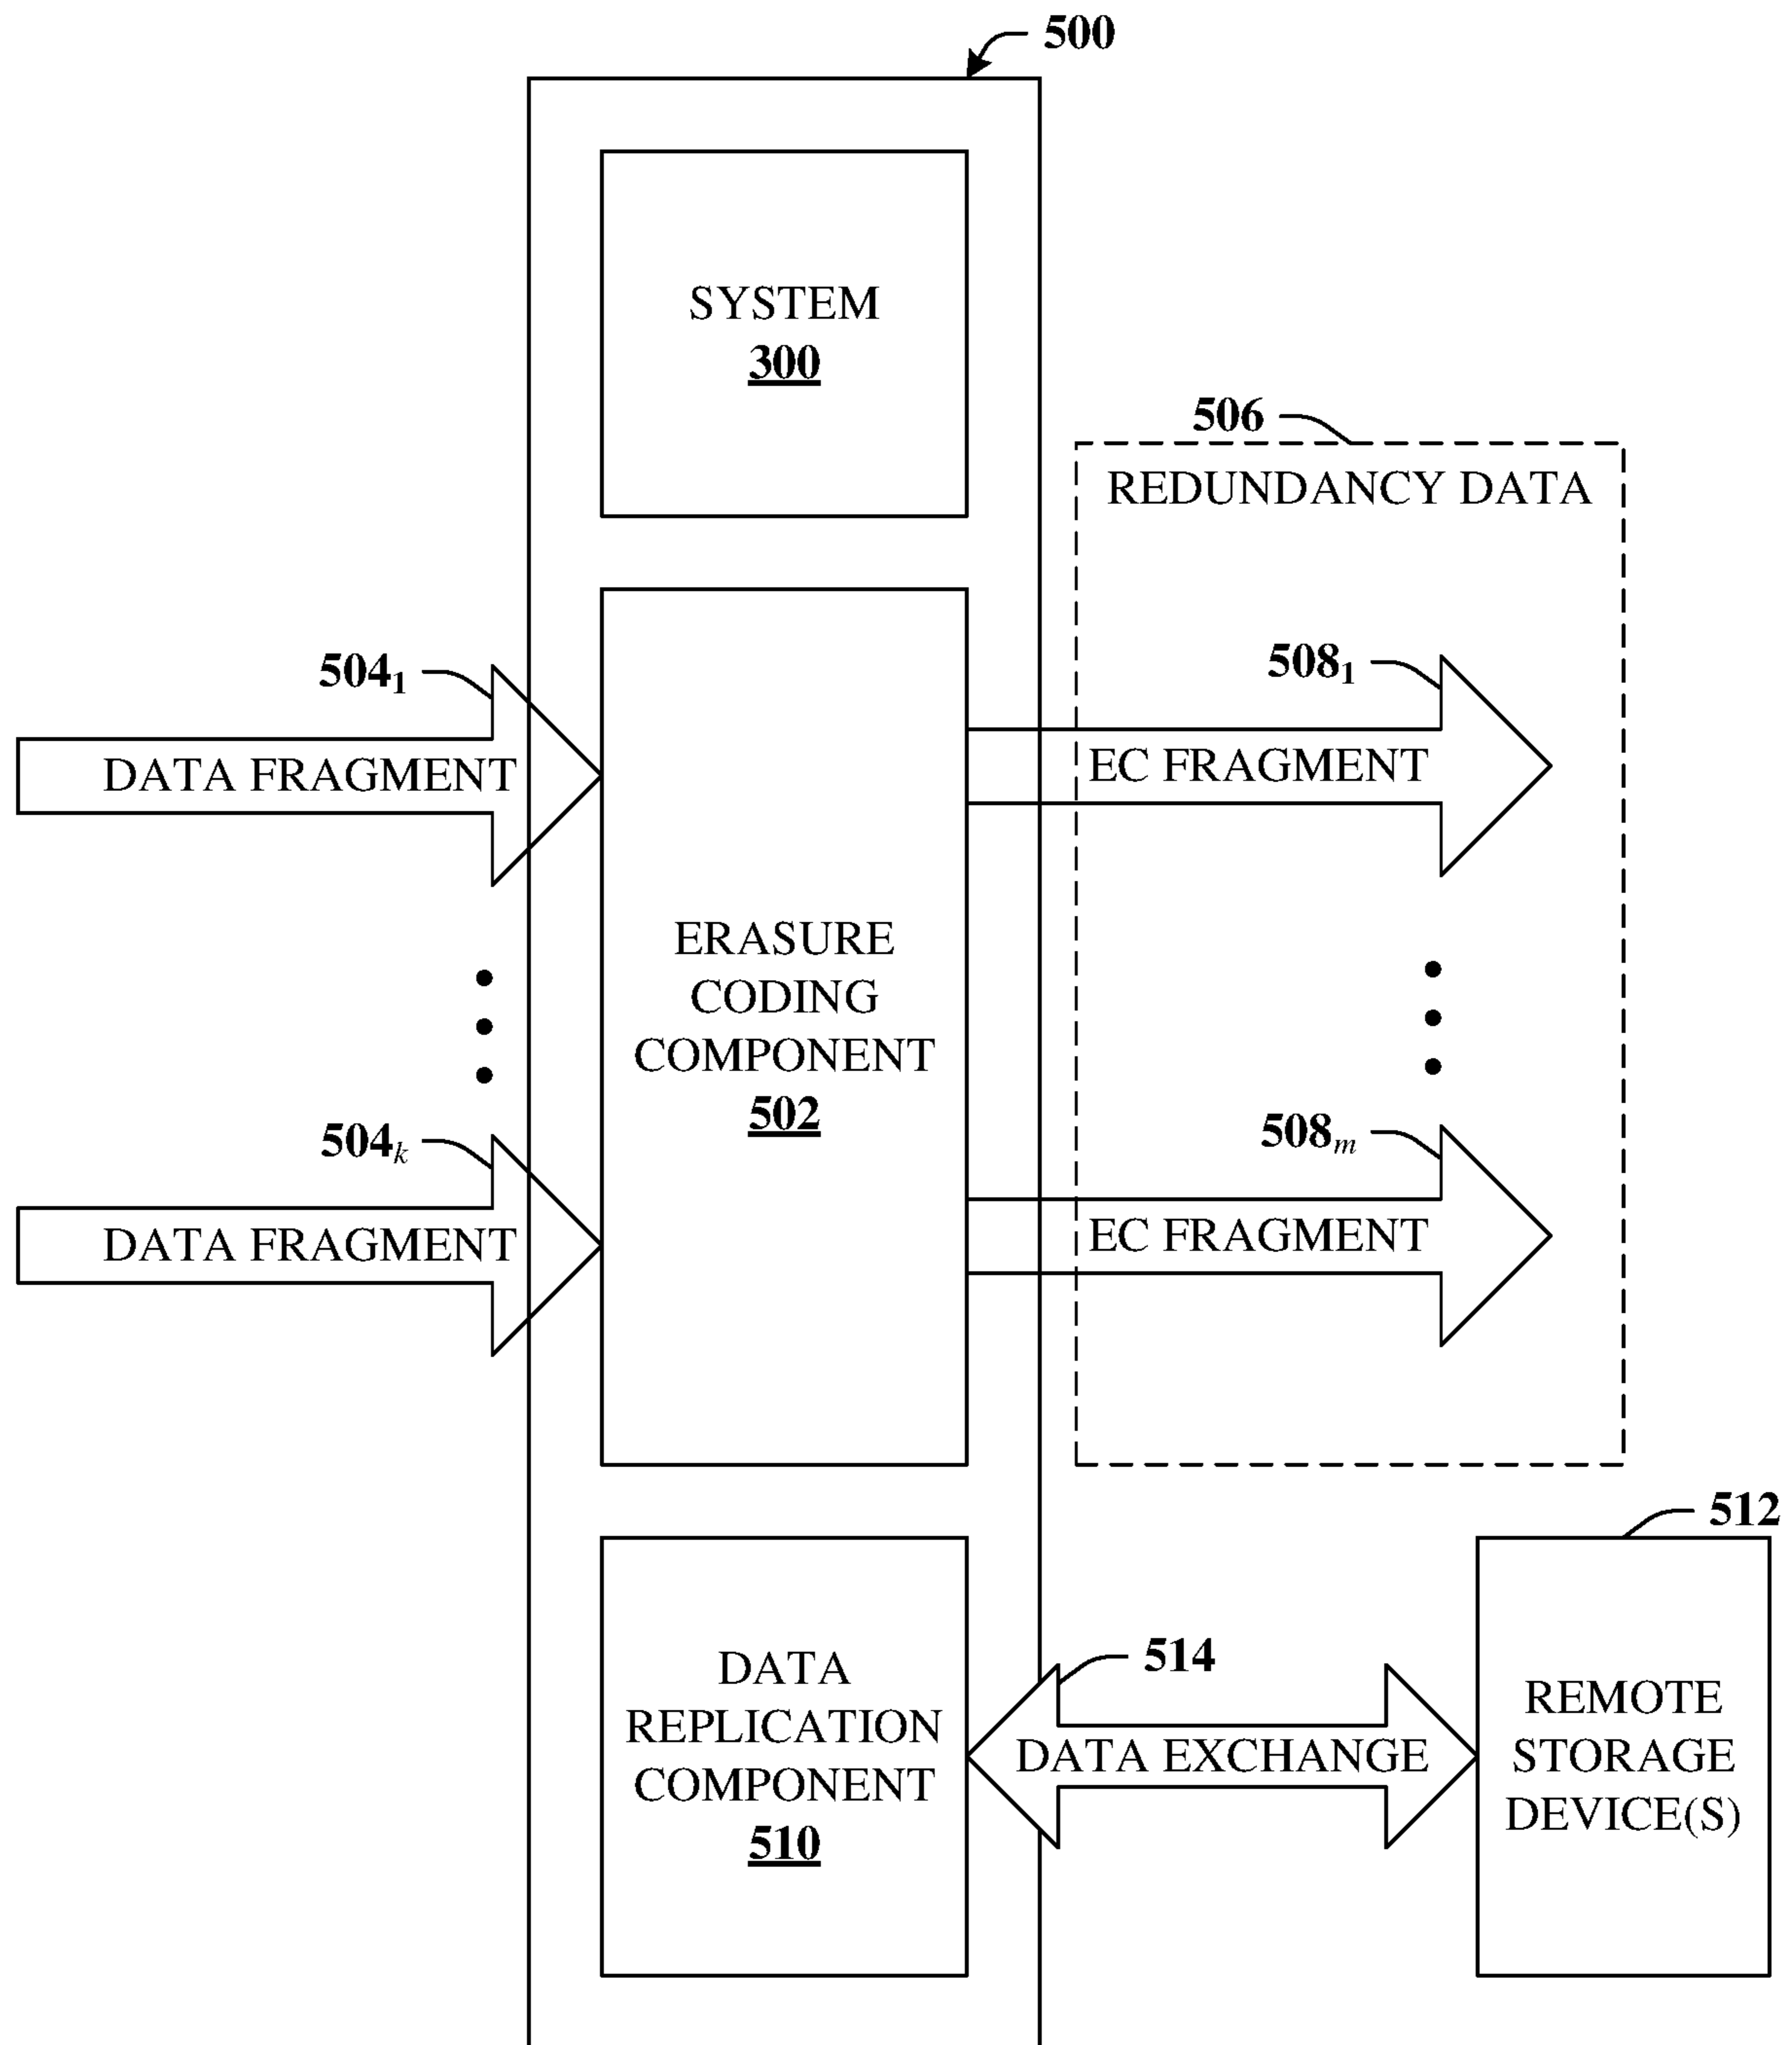 500
SYSTEM
300
506
REDUNDANCY DATA
504₁
508₁
DATA FRAGMENT
EC FRAGMENT
ERASURE
CODING
COMPONENT
502
504ₖ
508ₘ
DATA FRAGMENT
EC FRAGMENT
512
DATA
REPLICATION
COMPONENT
510
514
DATA EXCHANGE
REMOTE
STORAGE
DEVICE(S)